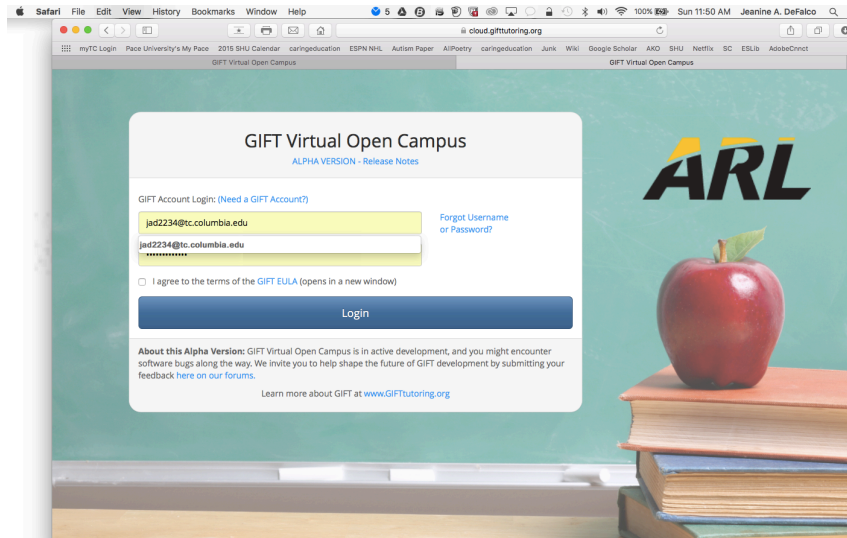 Safari File Edit View History Bookmarks Window Help 5 100% Sun 11:50 AM Jeanine A. DeFalco
cloud.gifttutoring.org
myTC Login Pace University's My Pace 2015 SHU Calendar caringeducation ESPN NHL Autism Paper AllPoetry caringeducation Junk Wiki Google Scholar AKO SHU Netflix SC ESLib AdobeCnnct
GIFT Virtual Open Campus GIFT Virtual Open Campus
GIFT Virtual Open Campus
ALPHA VERSION - Release Notes
ARL
GIFT Account Login: (Need a GIFT Account?)
jad2234@tc.columbia.edu
Forgot Username
or Password?
jad2234@tc.columbia.edu
I agree to the terms of the GIFT EULA (opens in a new window)
Login
About this Alpha Version: GIFT Virtual Open Campus is in active development, and you might encounter
software bugs along the way. We invite you to help shape the future of GIFT development by submitting your
feedback here on our forums.
Learn more about GIFT at www.GIFTtutoring.org